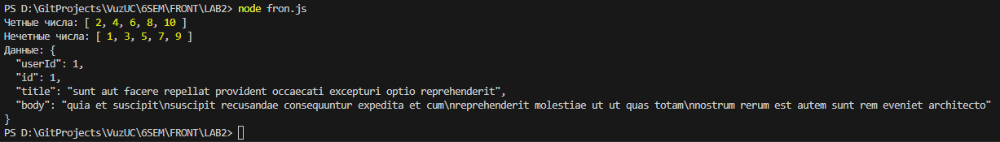 PS D:\GitProjects\VuzUC\6SEM\FRONT\LAB2> node fron.js
Четные числа: [ 2, 4, 6, 8, 10 ]
Нечетные числа: [ 1, 3, 5, 7, 9 ]
Данные: {
  "userId": 1,
  "id": 1,
  "title": "sunt aut facere repellat provident occaecati excepturi optio reprehenderit",
  "body": "quia et suscipit\nsuscipit recusandae consequuntur expedita et cum\nreprehenderit molestiae ut ut quas totam\nnostrum rerum est autem sunt rem eveniet architecto"
}
PS D:\GitProjects\VuzUC\6SEM\FRONT\LAB2>